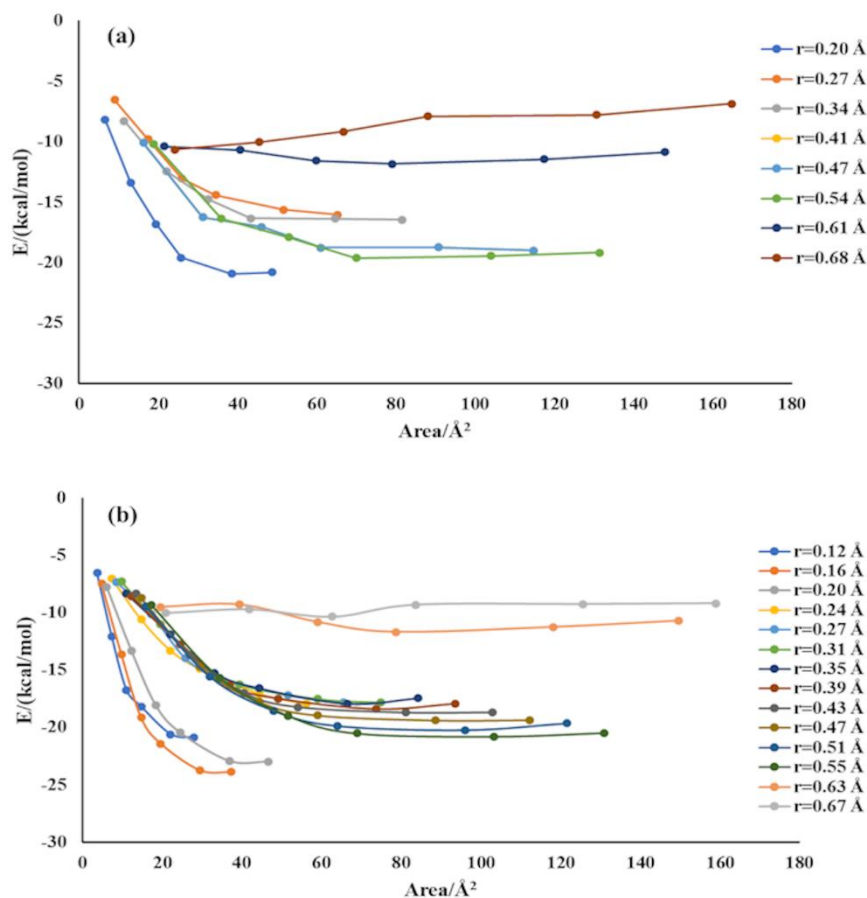 (a)
E/(kcal/mol)
0
-5
-10
-15
-20
-25
-30
0 20 40 60 80 100 120 140 160 180
Area/Å²
r=0.20 Å
r=0.27 Å
r=0.34 Å
r=0.41 Å
r=0.47 Å
r=0.54 Å
r=0.61 Å
r=0.68 Å
(b)
E/(kcal/mol)
0
-5
-10
-15
-20
-25
-30
0 20 40 60 80 100 120 140 160 180
Area/Å²
r=0.12 Å
r=0.16 Å
r=0.20 Å
r=0.24 Å
r=0.27 Å
r=0.31 Å
r=0.35 Å
r=0.39 Å
r=0.43 Å
r=0.47 Å
r=0.51 Å
r=0.55 Å
r=0.63 Å
r=0.67 Å